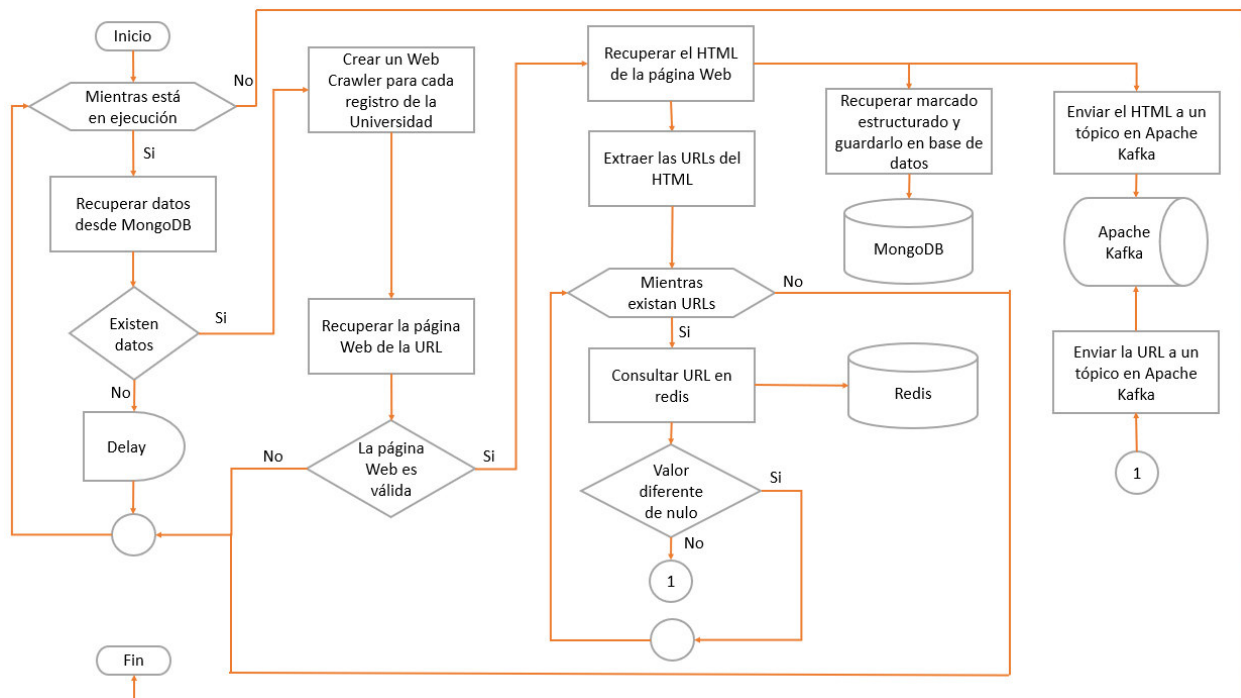 Inicio
Mientras está
en ejecución
No
Si
Recuperar datos
desde MongoDB
Existen
datos
Si
No
Delay
Crear un Web
Crawler para cada
registro de la
Universidad
Recuperar la página
Web de la URL
La página
Web es
válida
No
Si
Recuperar el HTML
de la página Web
Extraer las URLs del
HTML
Mientras
existan URLs
No
Si
Consultar URL en
redis
Redis
Valor
diferente
de nulo
Si
No
1
Recuperar marcado
estructurado y
guardarlo en base de
datos
MongoDB
Enviar el HTML a un
tópico en Apache
Kafka
Apache
Kafka
Enviar la URL a un
tópico en Apache
Kafka
1
Fin